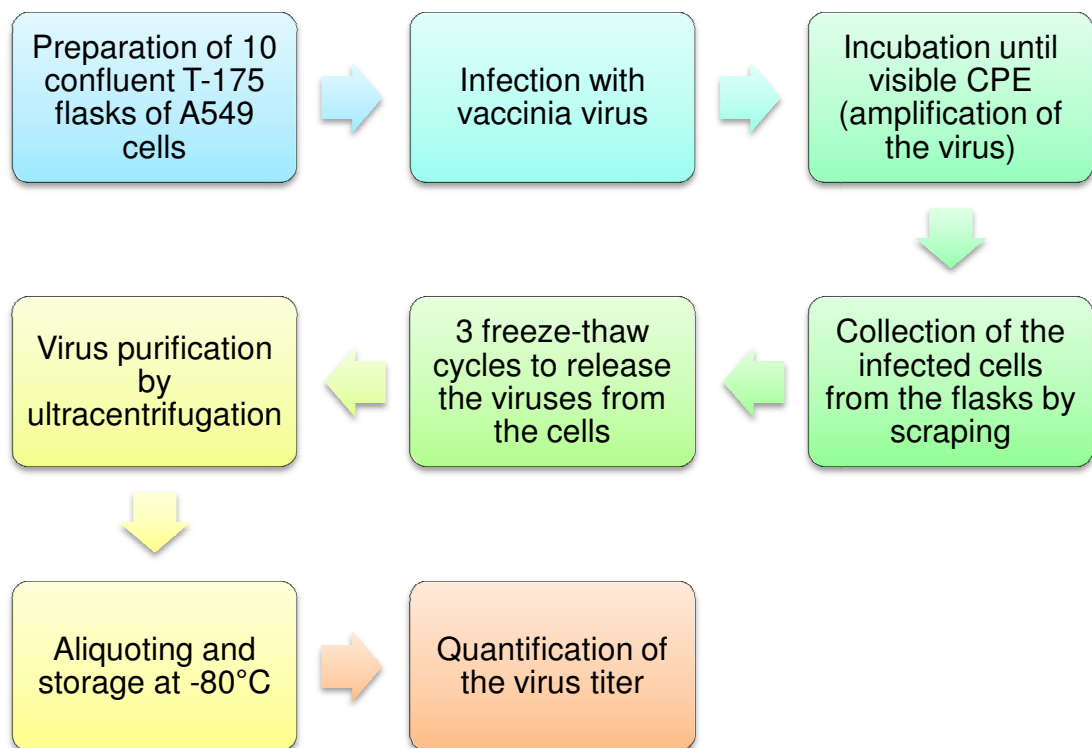 Preparation of 10
confluent T-175
flasks of A549
cells
Infection with
vaccinia virus
Incubation until
visible CPE
(amplification of
the virus)
Collection of the
infected cells
from the flasks by
scraping
3 freeze-thaw
cycles to release
the viruses from
the cells
Virus purification
by
ultracentrifugation
Aliquoting and
storage at -80°C
Quantification of
the virus titer